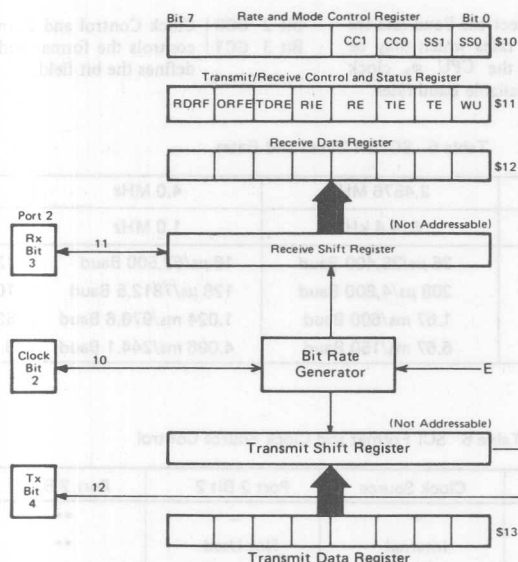 Bit 7 Rate and Mode Control Register Bit 0
CC1 CC0 SS1 SS0 $10
Transmit/Receive Control and Status Register
RDRF ORFE TDRE RIE RE TIE TE WU $11
Receive Data Register
$12
Port 2
(Not Addressable)
Rx
Bit
3
11
Receive Shift Register
Clock
Bit
2
10
Bit Rate
Generator
E
(Not Addressable)
Transmit Shift Register
Tx
Bit
4
12
$13
Transmit Data Register